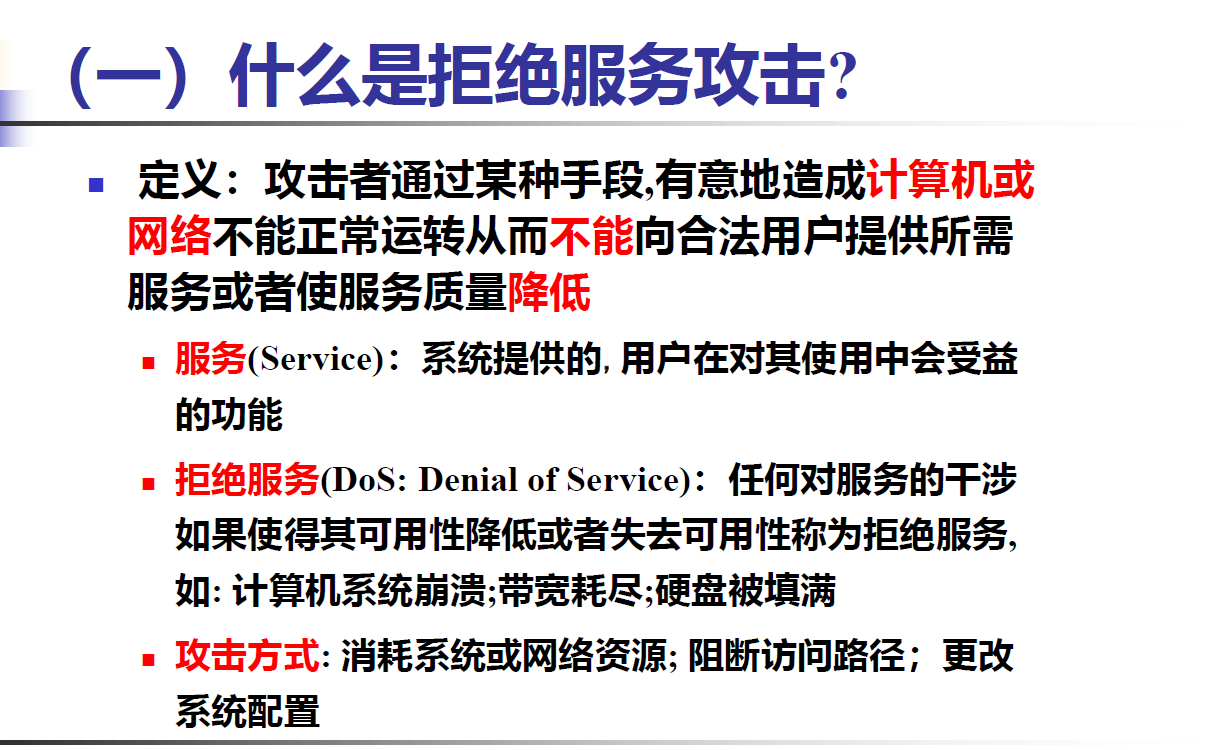 （一）什么是拒绝服务攻击?
定义：攻击者通过某种手段,有意地造成计算机或
网络不能正常运转从而不能向合法用户提供所需
服务或者使服务质量降低
服务(Service)：系统提供的, 用户在对其使用中会受益
的功能
拒绝服务(DoS: Denial of Service)：任何对服务的干涉
如果使得其可用性降低或者失去可用性称为拒绝服务,
如: 计算机系统崩溃;带宽耗尽;硬盘被填满
攻击方式: 消耗系统或网络资源; 阻断访问路径；更改
系统配置